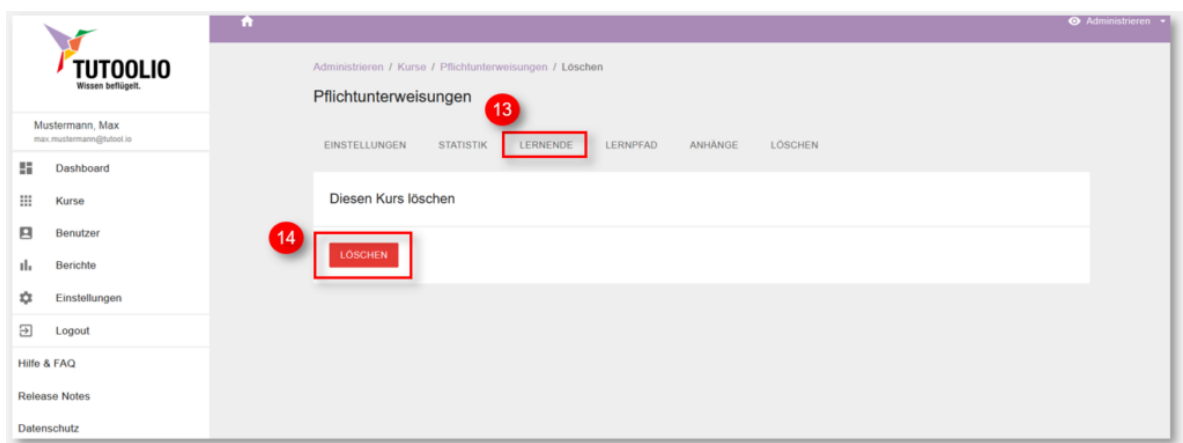 Administrieren
TUTOOLIO
Wissen beflügelt.
Mustermann, Max
max.mustermann@tutool.io
Dashboard
Kurse
Benutzer
Berichte
Einstellungen
Logout
Hilfe & FAQ
Release Notes
Datenschutz
Administrieren / Kurse / Pflichtunterweisungen / Löschen
Pflichtunterweisungen
13
EINSTELLUNGEN STATISTIK LERNENDE LERNPFAD ANHÄNGE LÖSCHEN
Diesen Kurs löschen
14
LÖSCHEN